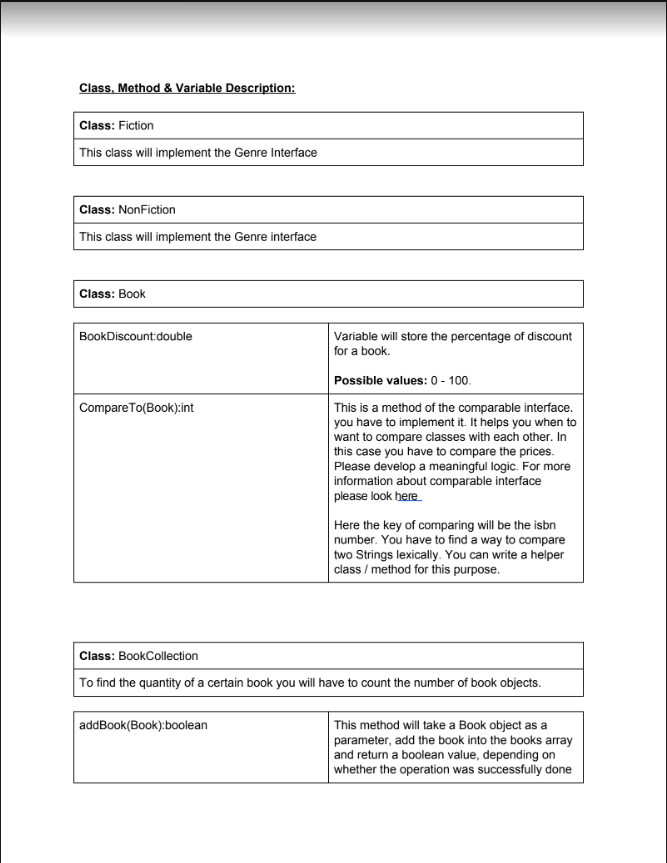 Class, Method & Variable Description:
Class: Fiction
This class will implement the Genre Interface
Class: NonFiction
This class will implement the Genre interface
Class: Book
BookDiscount:double
Variable will store the percentage of discount
for a book.
Possible values: 0 - 100.
CompareTo(Book):int
This is a method of the comparable interface.
you have to implement it. It helps you when to
want to compare classes with each other. In
this case you have to compare the prices.
Please develop a meaningful logic. For more
information about comparable interface
please look here
Here the key of comparing will be the isbn
number. You have to find a way to compare
two Strings lexically. You can write a helper
class / method for this purpose.
Class: BookCollection
To find the quantity of a certain book you will have to count the number of book objects.
addBook(Book):boolean
This method will take a Book object as a
parameter, add the book into the books array
and return a boolean value, depending on
whether the operation was successfully done